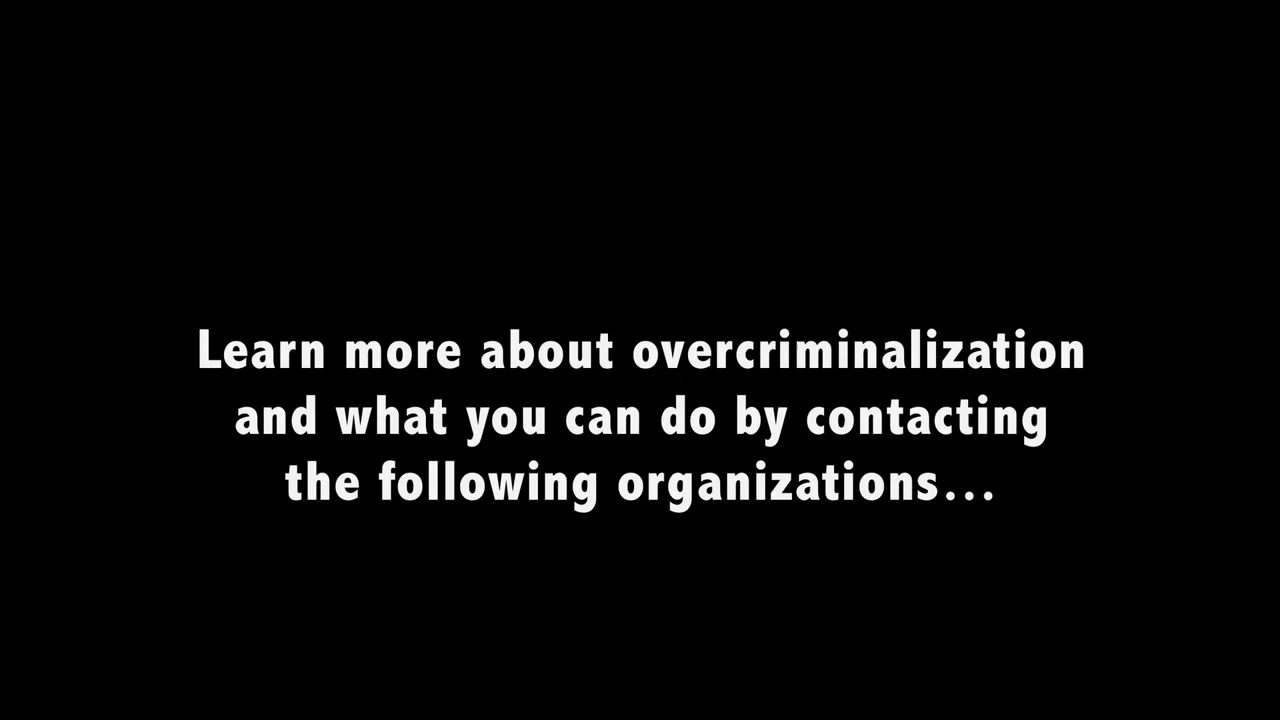 Learn more about overcriminalization
and what you can do by contacting
the following organizations...